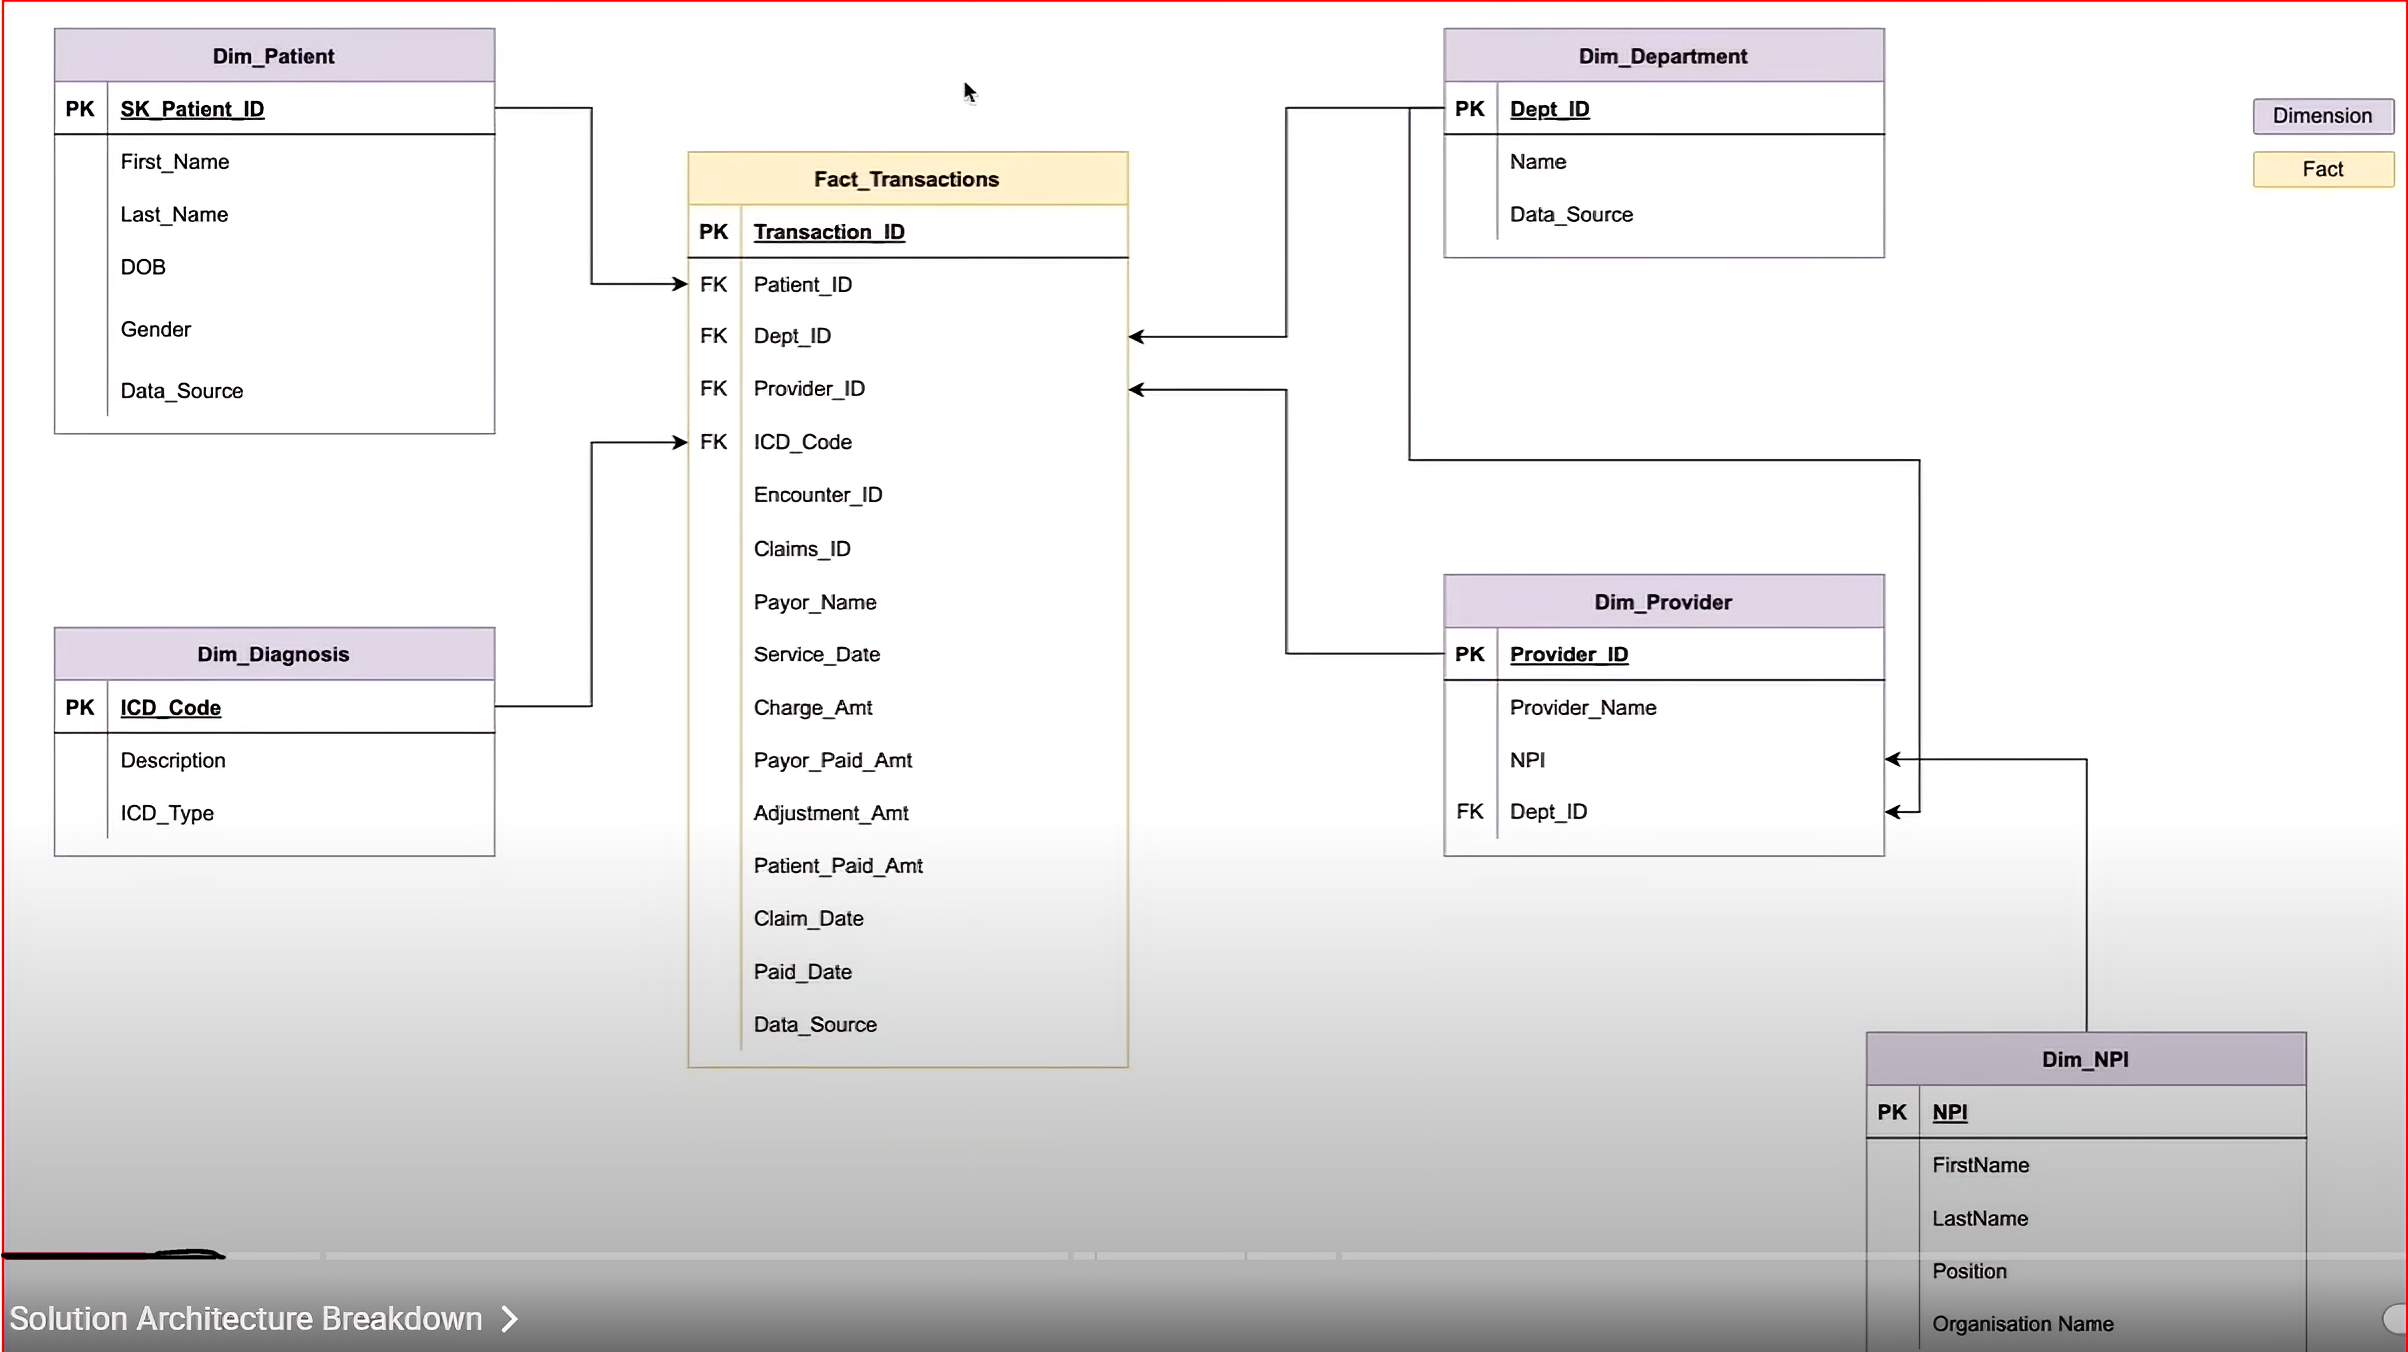 Dim_Patient
PK SK_Patient_ID
First_Name
Last_Name
DOB
Gender
Data_Source
Dim_Diagnosis
PK ICD_Code
Description
ICD_Type
Fact_Transactions
PK Transaction_ID
FK Patient_ID
FK Dept_ID
FK Provider_ID
FK ICD_Code
Encounter_ID
Claims_ID
Payor_Name
Service_Date
Charge_Amt
Payor_Paid_Amt
Adjustment_Amt
Patient_Paid_Amt
Claim_Date
Paid_Date
Data_Source
Dim_Department
PK Dept_ID
Name
Data_Source
Dim_Provider
PK Provider_ID
Provider_Name
NPI
FK Dept_ID
Dim_NPI
PK NPI
FirstName
LastName
Position
Organisation Name
Dimension
Fact
Solution Architecture Breakdown